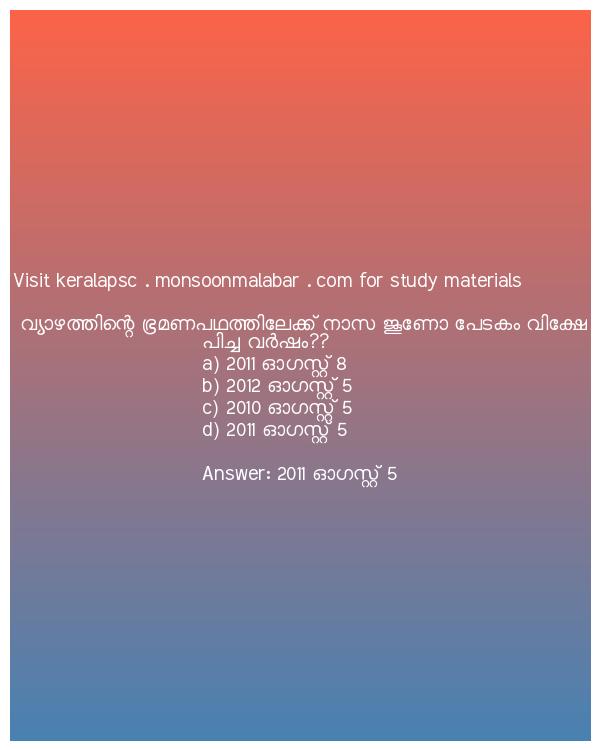 Visit keralapsc . monsoonmalabar . com for study materials
വ്യാഴത്തിന്റെ ഭ്രമണപഥത്തിലേക്ക് നാസ ജൂണോ പേടകം വിക്ഷേ
പിച്ച വർഷം??
a) 2011 ഓഗസ്റ്റ് 8
b) 2012 ഓഗസ്റ്റ് 5
c) 2010 ഓഗസ്റ്റ് 5
d) 2011 ഓഗസ്റ്റ് 5
Answer: 2011 ഓഗസ്റ്റ് 5